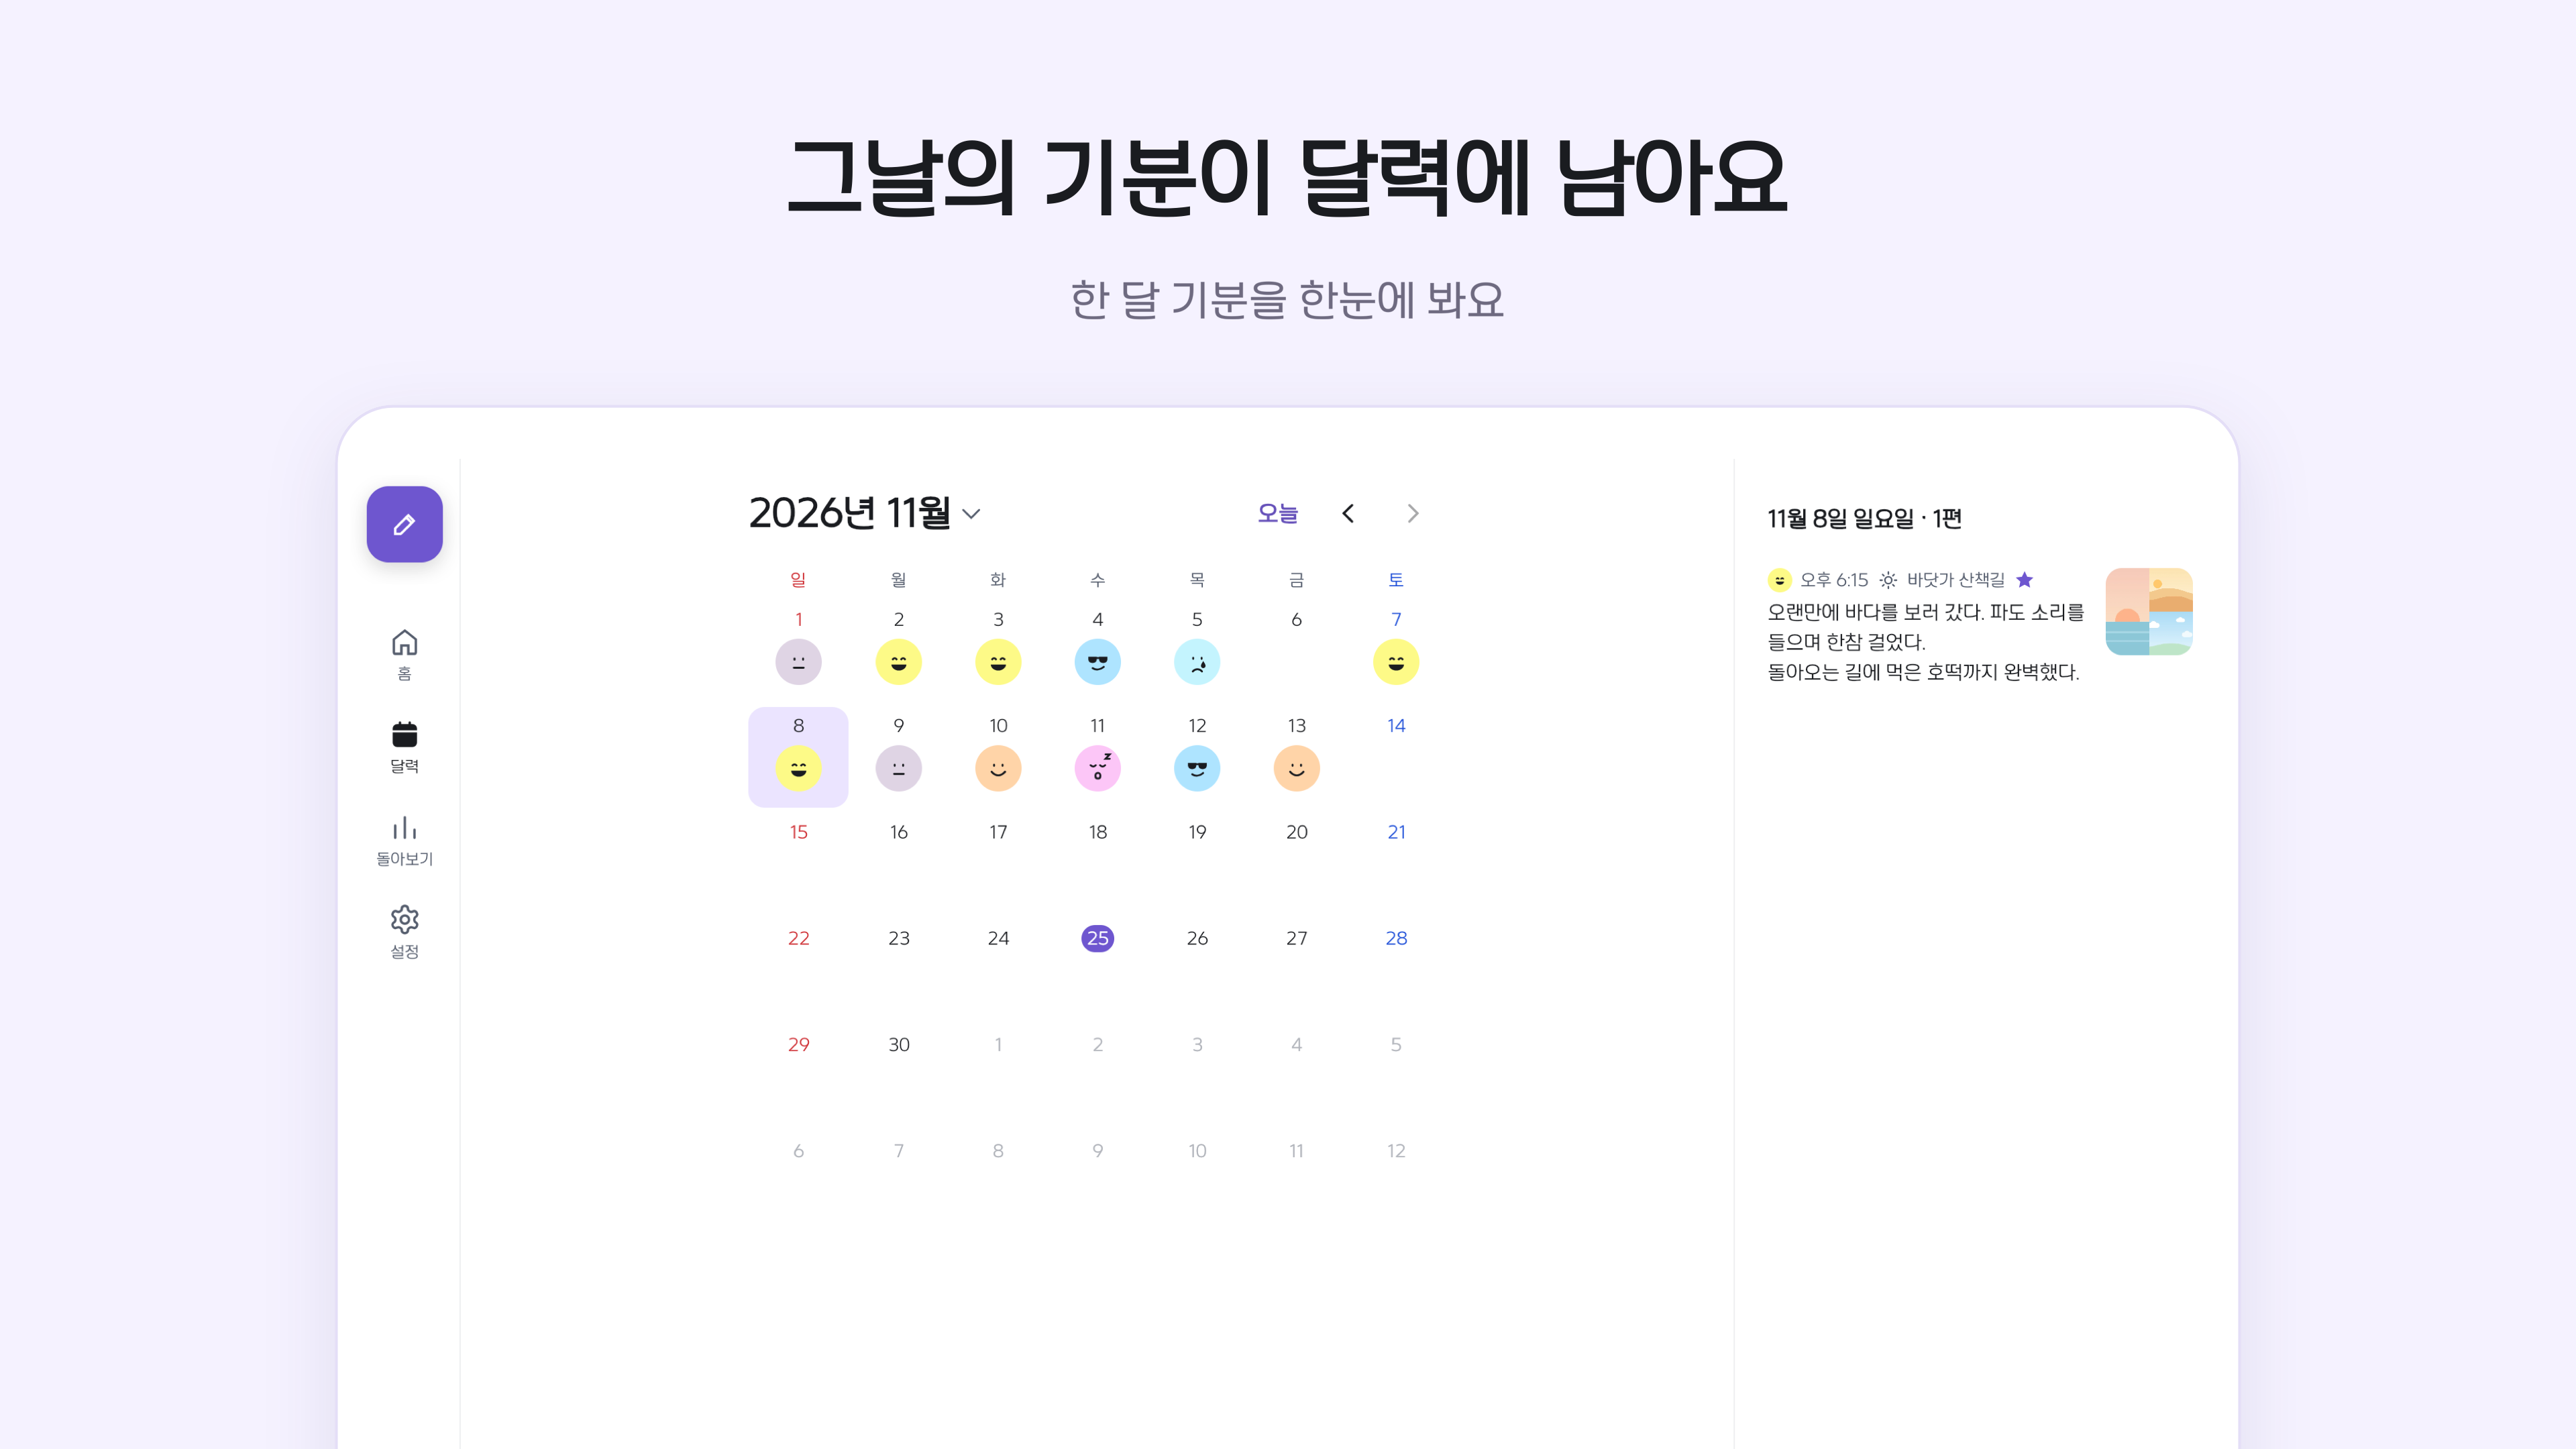 그날의 기분이 달력에 남아요
한 달 기분을 한눈에 봐요
홈
달력
돌아보기
설정
2026년 11월
오늘
일 월 화 수 목 금 토
1 2 3 4 5 6 7
8 9 10 11 12 13 14
15 16 17 18 19 20 21
22 23 24 25 26 27 28
29 30 1 2 3 4 5
6 7 8 9 10 11 12
11월 8일 일요일 · 1편
오후 6:15 바닷가 산책길
오랜만에 바다를 보러 갔다. 파도 소리를
들으며 한참 걸었다.
돌아오는 길에 먹은 호떡까지 완벽했다.